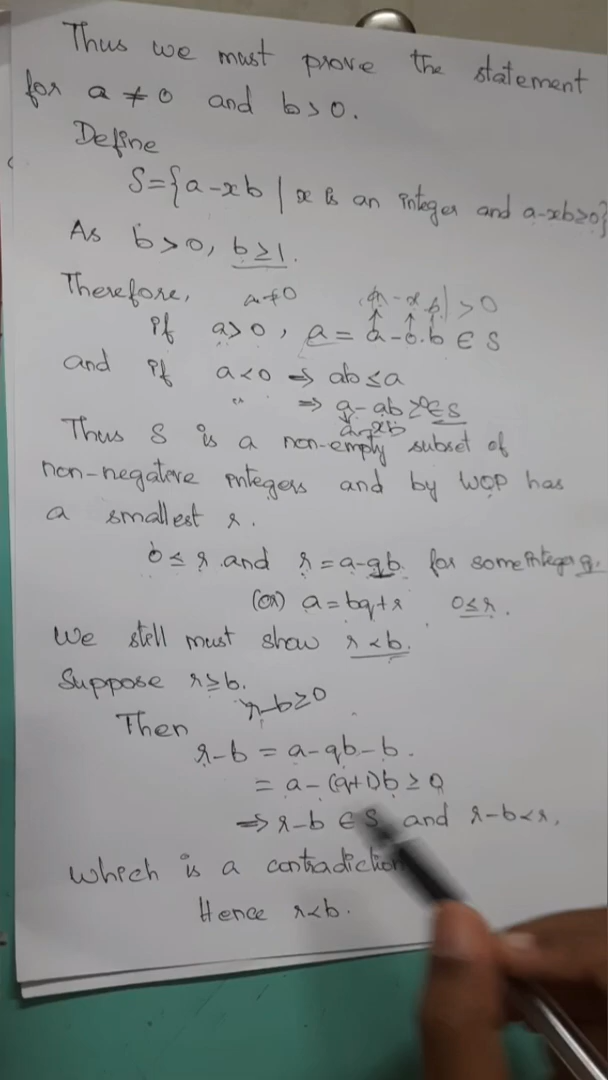 Thus we must prove the statement
for a ≠ 0 and b>0.
Define
S={a-xb | x is an integer and a-xb≥0}
As b>0, b≥1.
Therefore, a≠0 a-xb >0
if a>0, a = a-0.b ∈ S
and if a<0 ⇒ ab≤a
⇒ a-ab≥0∈S
a-xb
Thus S is a non-empty subset of
non-negative integers and by WOP has
a smallest r.
0≤r and r=a-qb for some integer q.
(or) a=bq+r 0≤r.
We still must show r<b.
Suppose r≥b.
r-b≥0
Then
r-b = a-qb-b.
= a-(q+1)b≥0
⇒ r-b ∈ S and r-b<r,
which is a contradiction
Hence r<b.